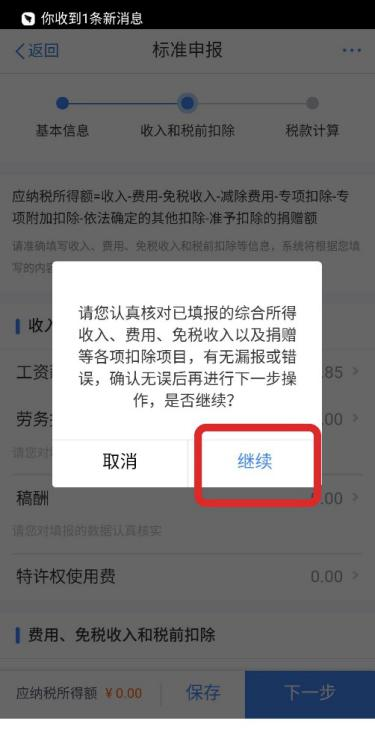 你收到1条新消息
返回
标准申报
基本信息
收入和税前扣除
税款计算
应纳税所得额=收入-费用-免税收入-减除费用-专项扣除-专
项附加扣除-依法确定的其他扣除-准予扣除的捐赠额
请准确填写收入、费用、免税收入和税前扣除等信息，系统将根据您填
写的内容
请您认真核对已填报的综合所得
收入、费用、免税收入以及捐赠
等各项扣除项目，有无漏报或错
误，确认无误后再进行下一步操
作，是否继续？
取消
继续
收入
工资
.85
劳务
.00
请您对
稿酬
.00
请您对填报的数据认真核实
特许权使用费
0.00
费用、免税收入和税前扣除
应纳税所得额 ¥0.00
保存
下一步